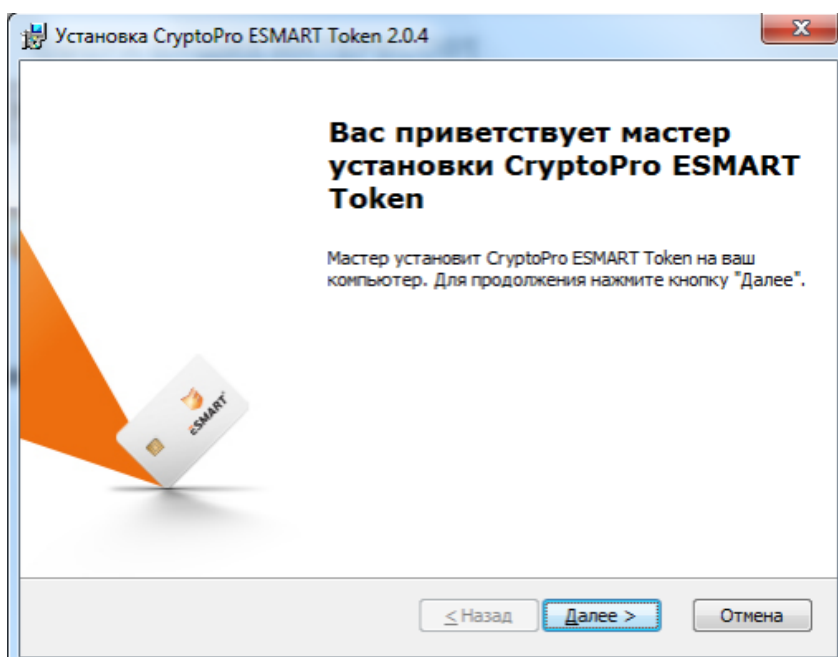 Установка CryptoPro ESMART Token 2.0.4
x
Вас приветствует мастер
установки CryptoPro ESMART
Token
Мастер установит CryptoPro ESMART Token на ваш
компьютер. Для продолжения нажмите кнопку "Далее".
ESMART
< Назад
Далее >
Отмена